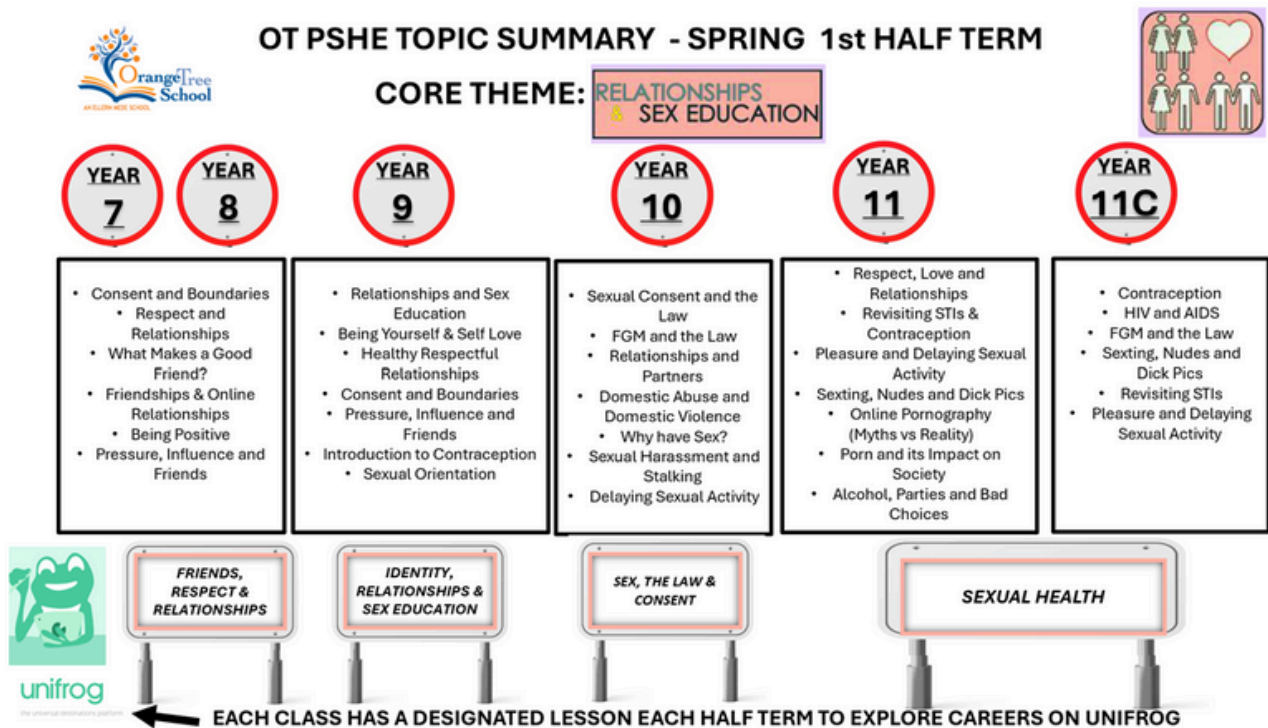 OT PSHE TOPIC SUMMARY - SPRING 1st HALF TERM
OrangeTree
School
AN ELLERN MEDE SCHOOL
CORE THEME:
RELATIONSHIPS
& SEX EDUCATION
YEAR
7
YEAR
8
YEAR
9
YEAR
10
YEAR
11
YEAR
11C
• Consent and Boundaries
• Respect and
Relationships
• What Makes a Good
Friend?
• Friendships & Online
Relationships
• Being Positive
• Pressure, Influence and
Friends
• Relationships and Sex
Education
• Being Yourself & Self Love
• Healthy Respectful
Relationships
• Consent and Boundaries
• Pressure, Influence and
Friends
• Introduction to Contraception
• Sexual Orientation
• Sexual Consent and the
Law
• FGM and the Law
• Relationships and
Partners
• Domestic Abuse and
Domestic Violence
• Why have Sex?
• Sexual Harassment and
Stalking
• Delaying Sexual Activity
• Respect, Love and
Relationships
• Revisiting STIs &
Contraception
• Pleasure and Delaying Sexual
Activity
• Sexting, Nudes and Dick Pics
• Online Pornography
(Myths vs Reality)
• Porn and its Impact on
Society
• Alcohol, Parties and Bad
Choices
• Contraception
• HIV and AIDS
• FGM and the Law
• Sexting, Nudes and
Dick Pics
• Revisiting STIs
• Pleasure and Delaying
Sexual Activity
FRIENDS,
RESPECT &
RELATIONSHIPS
IDENTITY,
RELATIONSHIPS &
SEX EDUCATION
SEX, THE LAW &
CONSENT
SEXUAL HEALTH
unifrog
the universal destinations platform
EACH CLASS HAS A DESIGNATED LESSON EACH HALF TERM TO EXPLORE CAREERS ON UNIFROG